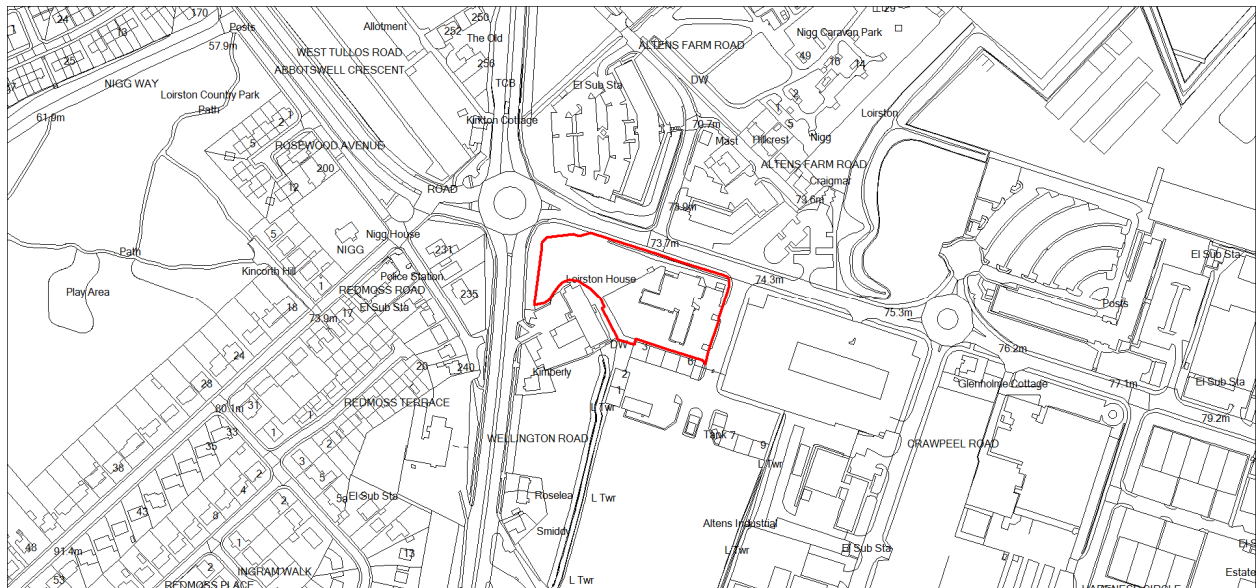 24
170
Posts
250
Allotment
252
The Old
13
57.9m
WEST TULLOS ROAD
256
25
ABBOTSWELL CRESCENT
ALTENS FARM ROAD
Nigg Caravan Park
49
16
14
NIGG WAY
TCB
El Sub Sta
DW
Loirston Country Park
Path
61.9m
2
1
Kirkton Cottage
2
1
5
70.7m
Loirston
5
ROSEWOOD AVENUE
Mast
Hillcrest
Nigg
200
ALTENS FARM ROAD
12
ROAD
Craigmar
73.6m
73.0m
5
Nigg House
NIGG
231
73.7m
Path
Kincorth Hill
1
Police Station
Loirston House
74.3m
El Sub Sta
Play Area
REDMOSS ROAD
235
18
17
El Sub Sta
73.9m
75.3m
Posts
20
240
DW
3
6
76.2m
24
Kimberly
2
1
Glenholme Cottage
77.1m
El Sub Sta
28
31
60.1m
1
REDMOSS TERRACE
L Twr
79.2m
33
35
1
2
WELLINGTON ROAD
Tank
7
9
CRAWPEEL ROAD
38
2
3
5
L Twr
4
5a
El Sub Sta
43
2
Roselea
L Twr
8
Smiddy
Altens Industrial
48
91.4m
1
13
L Twr
El Sub Sta
53
2
INGRAM WALK
REDMOSS PLACE
L Twr
Estate